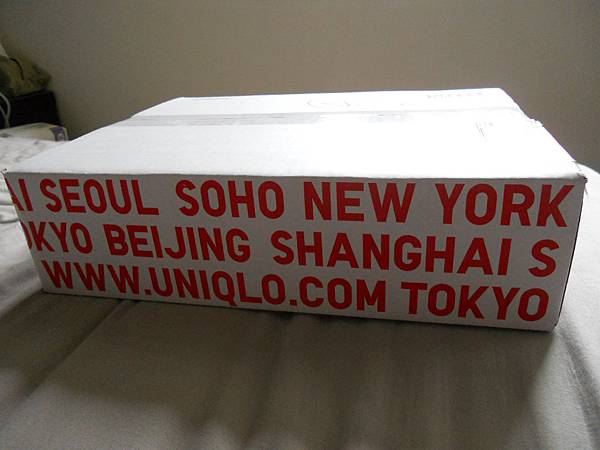 AI SEOUL SOHO NEW YORK
OKYO BEIJING SHANGHAI S
WWW.UNIQLO.COM TOKYO